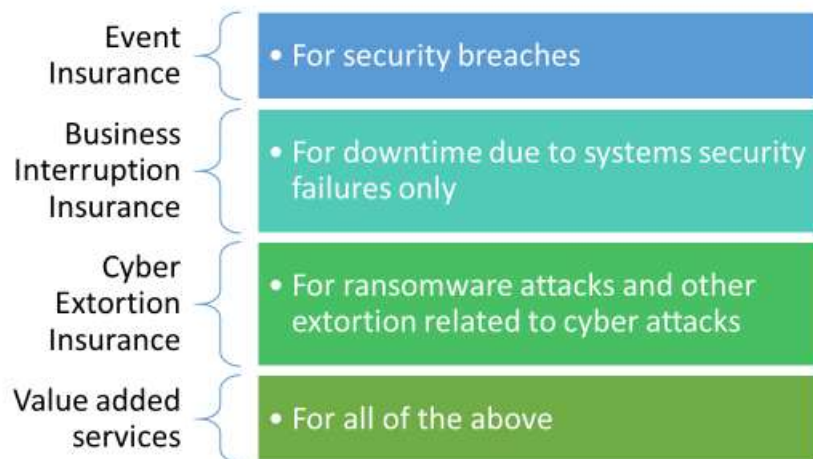 Event
Insurance
• For security breaches
Business
Interruption
Insurance
• For downtime due to systems security
failures only
Cyber
Extortion
Insurance
• For ransomware attacks and other
extortion related to cyber attacks
Value added
services
• For all of the above